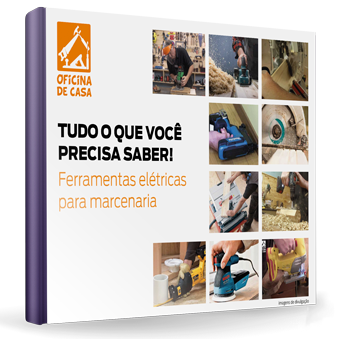 OFICINA
DE CASA
TUDO O QUE VOCÊ
PRECISA SABER!
Ferramentas elétricas
para marcenaria
Imagens de divulgação